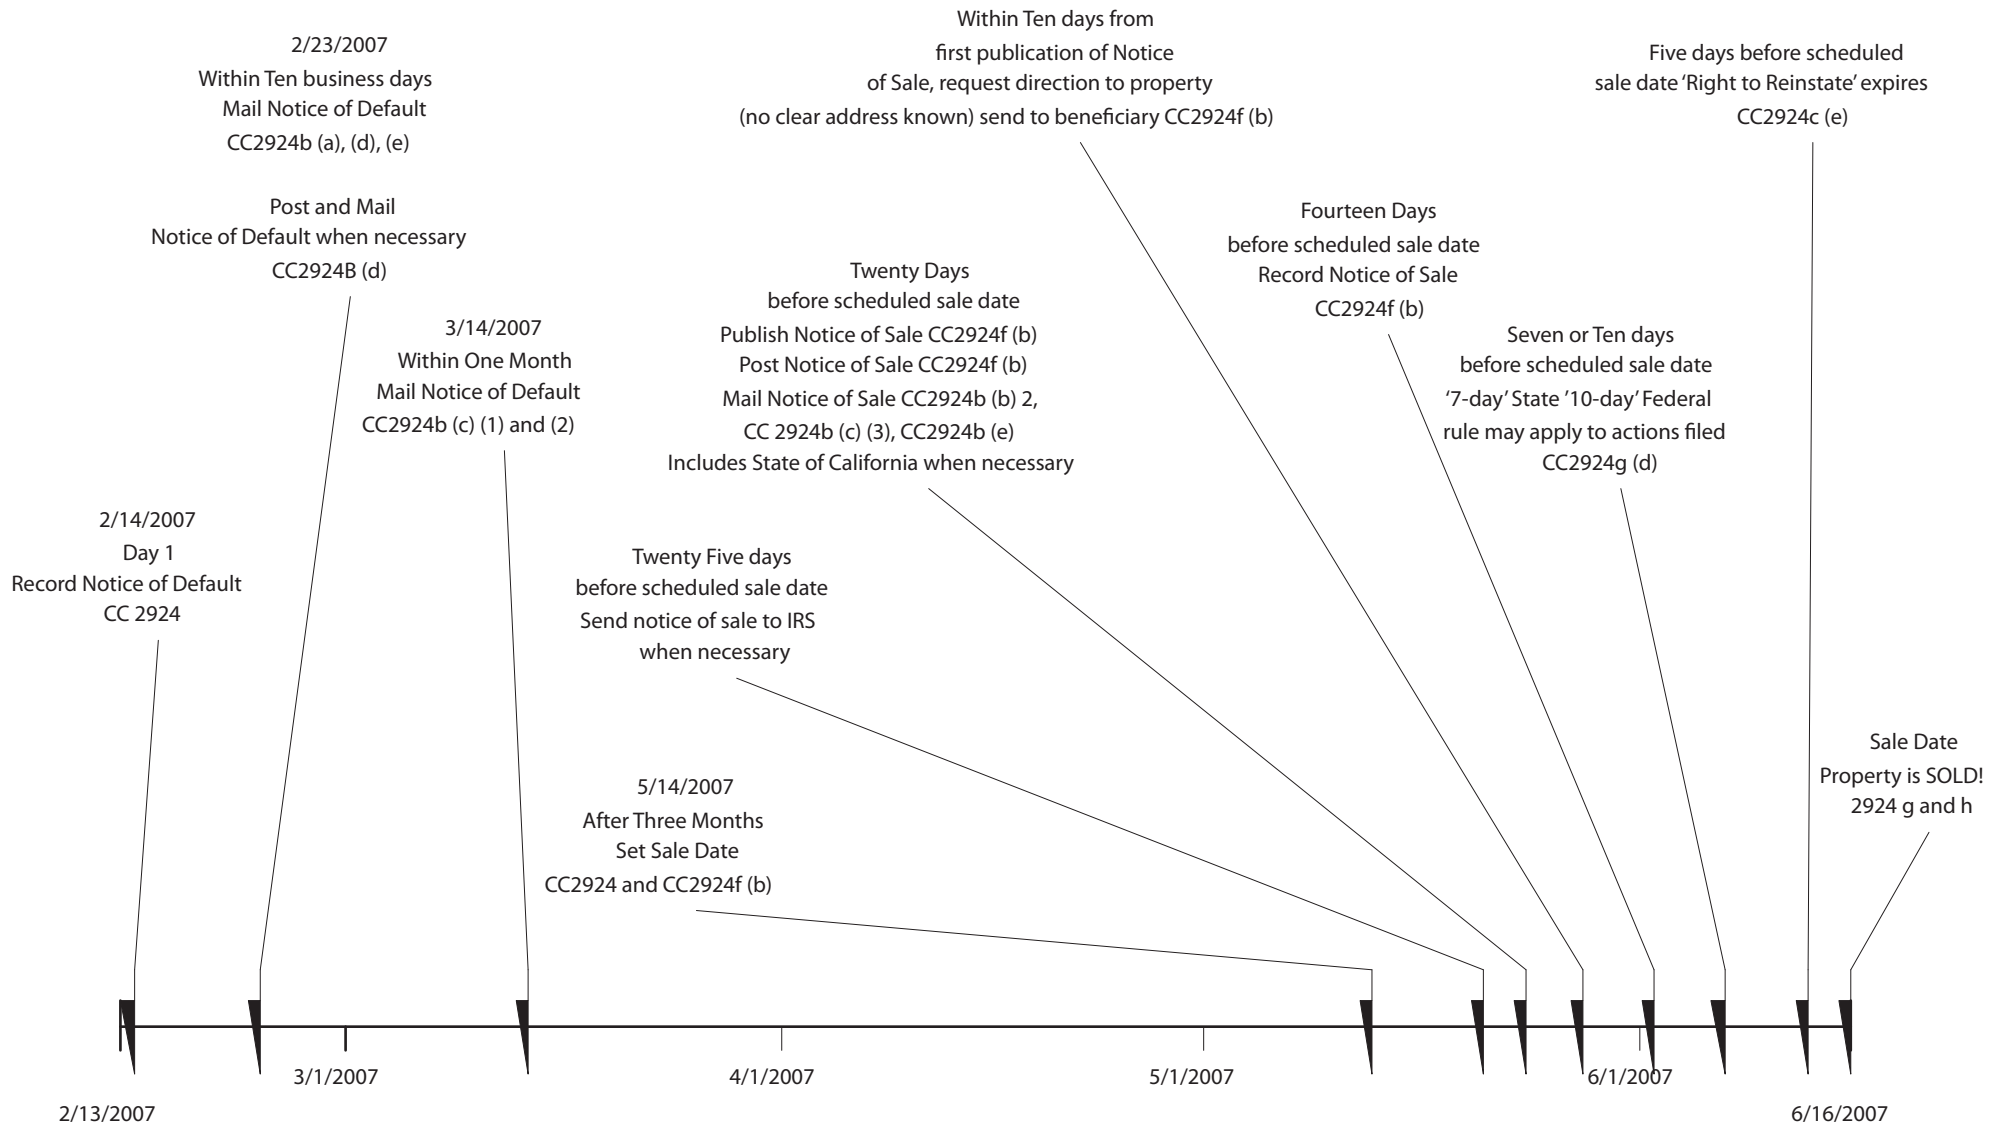 2/14/2007
Day 1
Record Notice of Default
CC 2924
2/23/2007
Within Ten business days
Mail Notice of Default
CC2924b (a), (d), (e)
Post and Mail
Notice of Default when necessary
CC2924B (d)
3/14/2007
Within One Month
Mail Notice of Default
CC2924b (c) (1) and (2)
5/14/2007
After Three Months
Set Sale Date
CC2924 and CC2924f (b)
Twenty Five days
before scheduled sale date
Send notice of sale to IRS
when necessary
Twenty Days
before scheduled sale date
Publish Notice of Sale CC2924f (b)
Post Notice of Sale CC2924f (b)
Mail Notice of Sale CC2924b (b) 2,
CC 2924b (c) (3), CC2924b (e)
Includes State of California when necessary
Within Ten days from
first publication of Notice
of Sale, request direction to property
(no clear address known) send to beneficiary CC2924f (b)
Fourteen Days
before scheduled sale date
Record Notice of Sale
CC2924f (b)
Seven or Ten days
before scheduled sale date
‘7-day’ State ’10-day’ Federal
rule may apply to actions filed
CC2924g (d)
Five days before scheduled
sale date ‘Right to Reinstate’ expires
CC2924c (e)
Sale Date
Property is SOLD!
2924 g and h
2/13/2007
3/1/2007
4/1/2007
5/1/2007
6/1/2007
6/16/2007